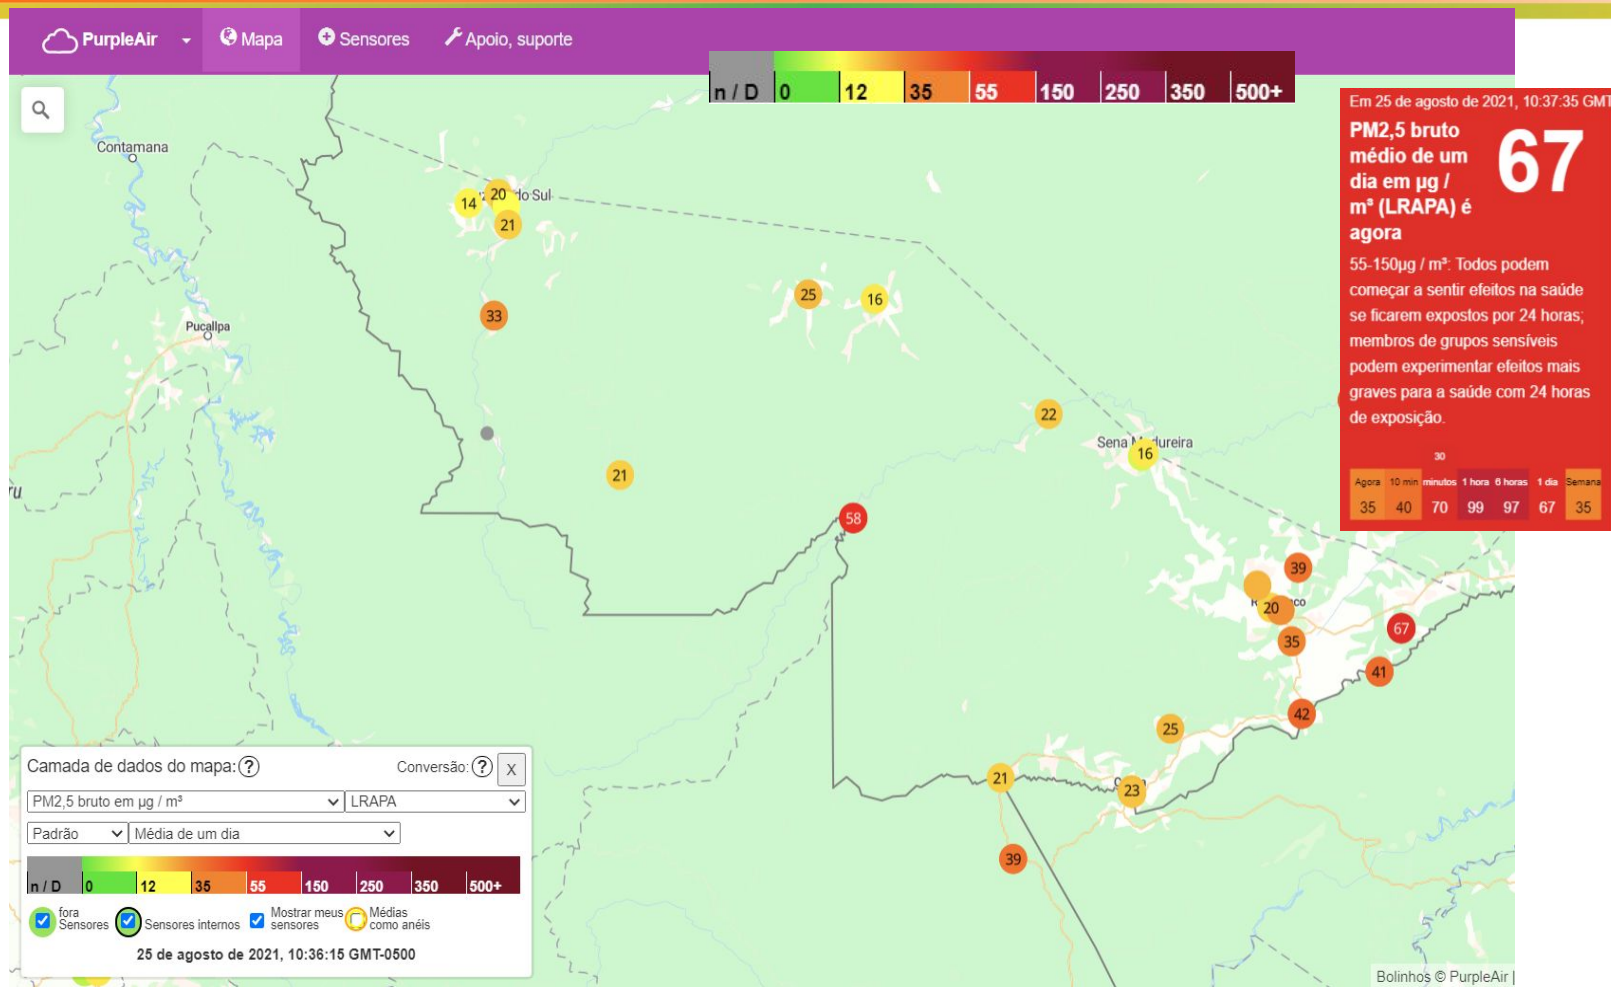 PurpleAir
Mapa
Sensores
Apoio, suporte
n / D 0 12 35 55 150 250 350 500+
Em 25 de agosto de 2021, 10:37:35 GMT
PM2,5 bruto
médio de um
dia em µg /
m³ (LRAPA) é
agora
67
55-150µg / m³: Todos podem
começar a sentir efeitos na saúde
se ficarem expostos por 24 horas;
membros de grupos sensíveis
podem experimentar efeitos mais
graves para a saúde com 24 horas
de exposição.
30
Agora 10 min minutos 1 hora 6 horas 1 dia Semana
35 40 70 99 97 67 35
Contamana
14
20
do Sul
21
Pucallpa
33
25
16
22
Sena
16
21
58
39
20
35
67
41
42
25
21
23
39
Camada de dados do mapa: ?
Conversão: ? X
PM2,5 bruto em µg / m³ LRAPA
Padrão Média de um dia
n / D 0 12 35 55 150 250 350 500+
fora
Sensores
Sensores internos
Mostrar meus
sensores
Médias
como anéis
25 de agosto de 2021, 10:36:15 GMT-0500
Bolinhos © PurpleAir |